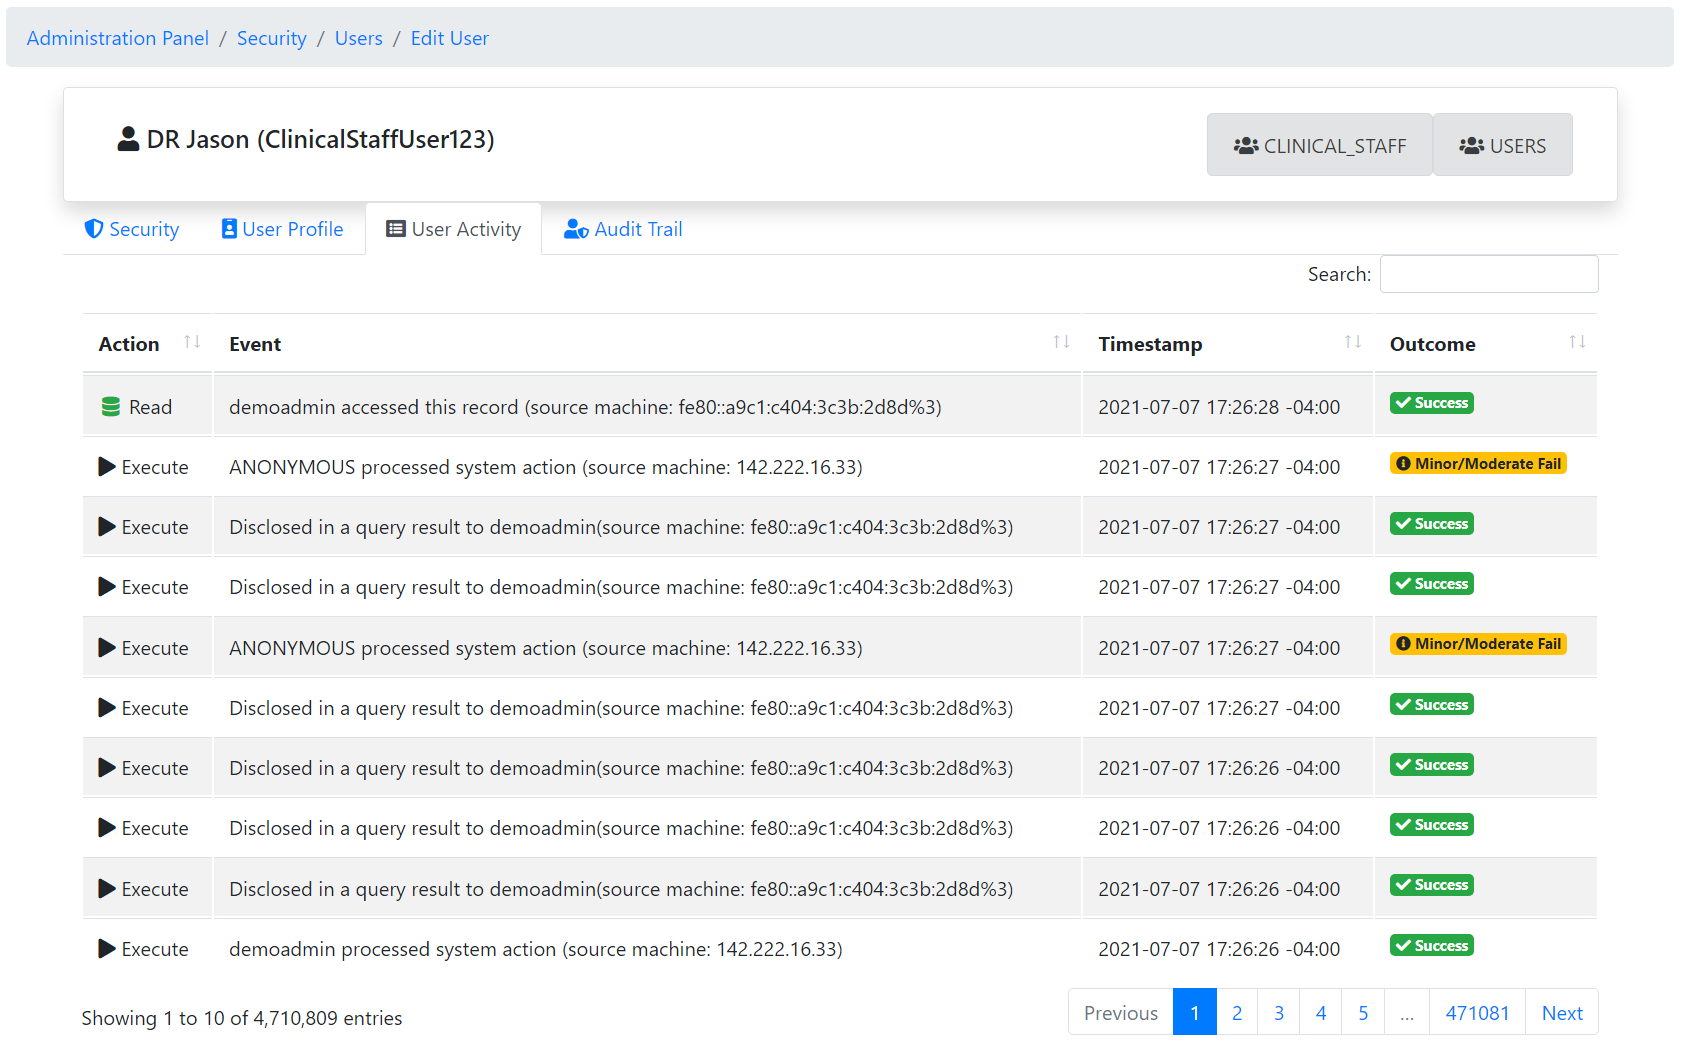 Administration Panel / Security / Users / Edit User
DR Jason (ClinicalStaffUser123)
CLINICAL_STAFF USERS
Security User Profile User Activity Audit Trail
Search:
Action Event Timestamp Outcome
Read demoadmin accessed this record (source machine: fe80::a9c1:c404:3c3b:2d8d%3) 2021-07-07 17:26:28 -04:00 Success
Execute ANONYMOUS processed system action (source machine: 142.222.16.33) 2021-07-07 17:26:27 -04:00 Minor/Moderate Fail
Execute Disclosed in a query result to demoadmin(source machine: fe80::a9c1:c404:3c3b:2d8d%3) 2021-07-07 17:26:27 -04:00 Success
Execute Disclosed in a query result to demoadmin(source machine: fe80::a9c1:c404:3c3b:2d8d%3) 2021-07-07 17:26:27 -04:00 Success
Execute ANONYMOUS processed system action (source machine: 142.222.16.33) 2021-07-07 17:26:27 -04:00 Minor/Moderate Fail
Execute Disclosed in a query result to demoadmin(source machine: fe80::a9c1:c404:3c3b:2d8d%3) 2021-07-07 17:26:27 -04:00 Success
Execute Disclosed in a query result to demoadmin(source machine: fe80::a9c1:c404:3c3b:2d8d%3) 2021-07-07 17:26:26 -04:00 Success
Execute Disclosed in a query result to demoadmin(source machine: fe80::a9c1:c404:3c3b:2d8d%3) 2021-07-07 17:26:26 -04:00 Success
Execute Disclosed in a query result to demoadmin(source machine: fe80::a9c1:c404:3c3b:2d8d%3) 2021-07-07 17:26:26 -04:00 Success
Execute demoadmin processed system action (source machine: 142.222.16.33) 2021-07-07 17:26:26 -04:00 Success
Showing 1 to 10 of 4,710,809 entries Previous 1 2 3 4 5 ... 471081 Next